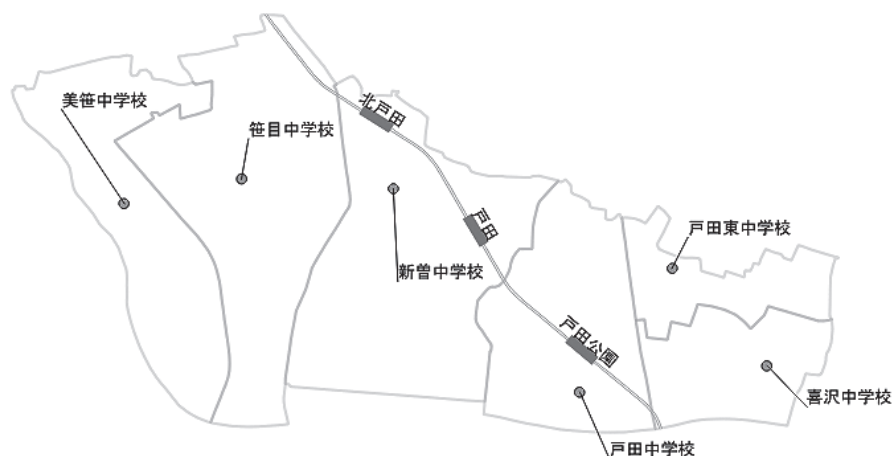 美笹中学校
笹目中学校
北戸田
戸田
新曽中学校
戸田東中学校
戸田公園
喜沢中学校
戸田中学校